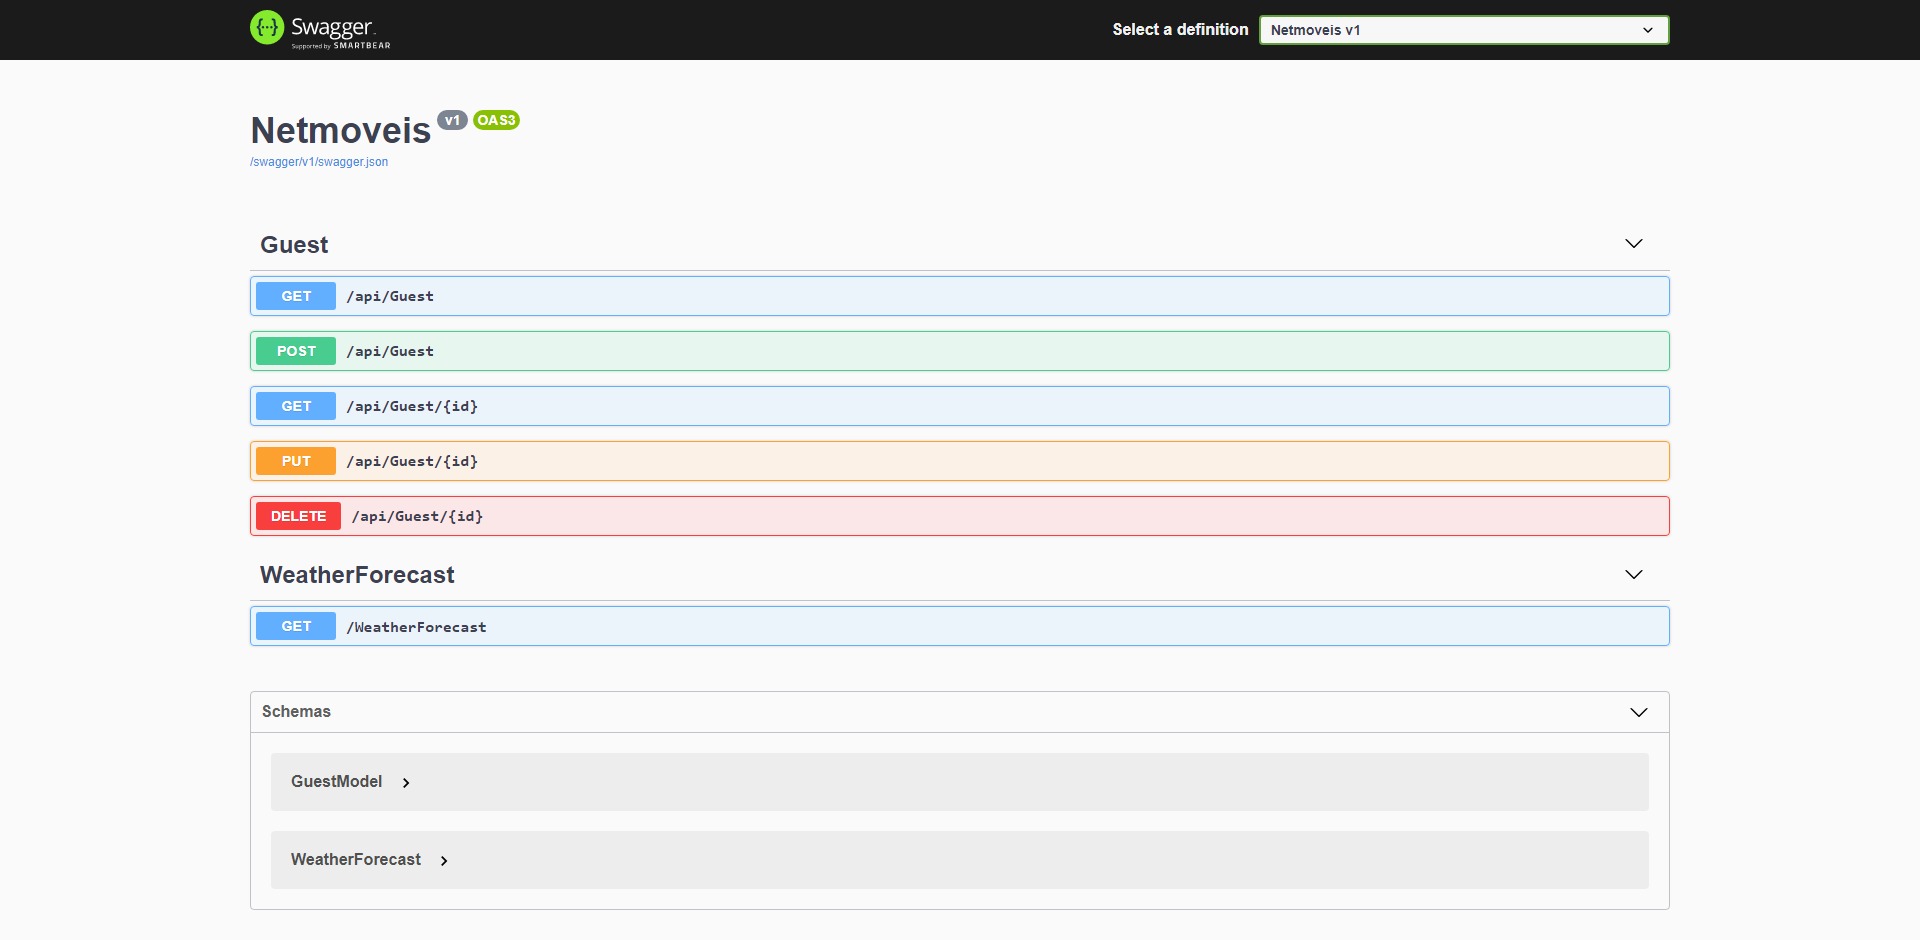 Swagger
Supported by SMARTBEAR
Select a definition
Netmoveis v1
Netmoveis v1 OAS3
/swagger/v1/swagger.json
Guest
GET /api/Guest
POST /api/Guest
GET /api/Guest/{id}
PUT /api/Guest/{id}
DELETE /api/Guest/{id}
WeatherForecast
GET /WeatherForecast
Schemas
GuestModel
WeatherForecast